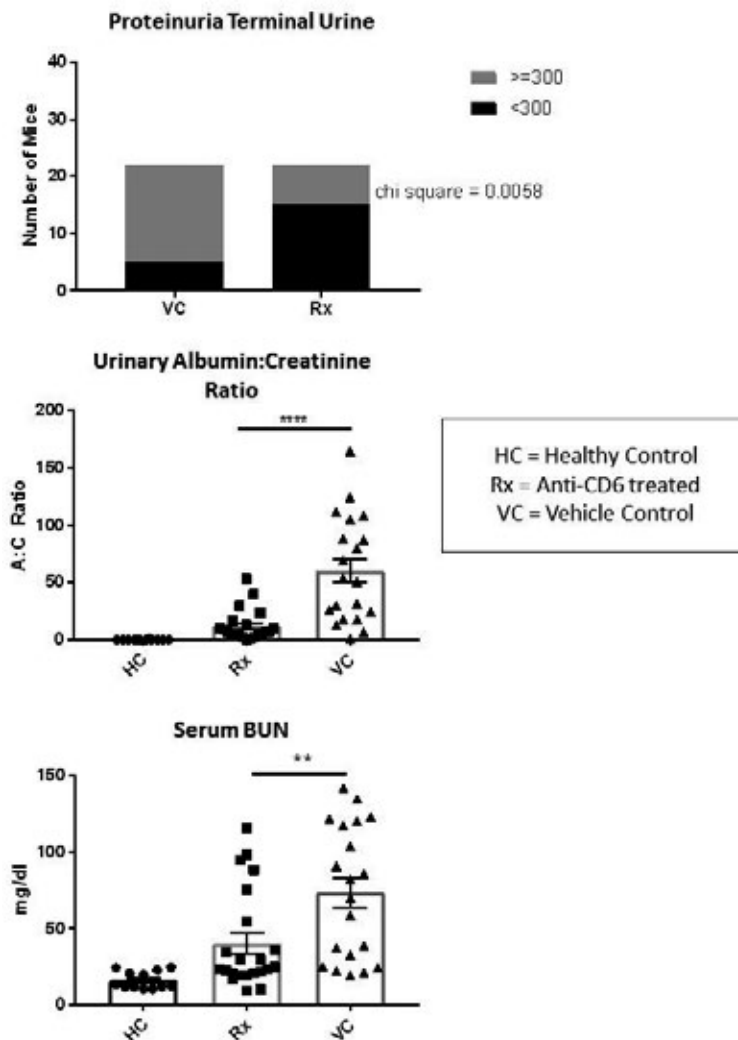 Proteinuria Terminal Urine
Number of Mice
40
30
20
10
0
VC
Rx
>=300
<300
chi square = 0.0058
Urinary Albumin:Creatinine
Ratio
A:C Ratio
200
150
100
50
0
****
HC
Rx
VC
HC = Healthy Control
Rx = Anti-CD6 treated
VC = Vehicle Control
Serum BUN
mg/dl
150
100
50
0
**
HC
Rx
VC